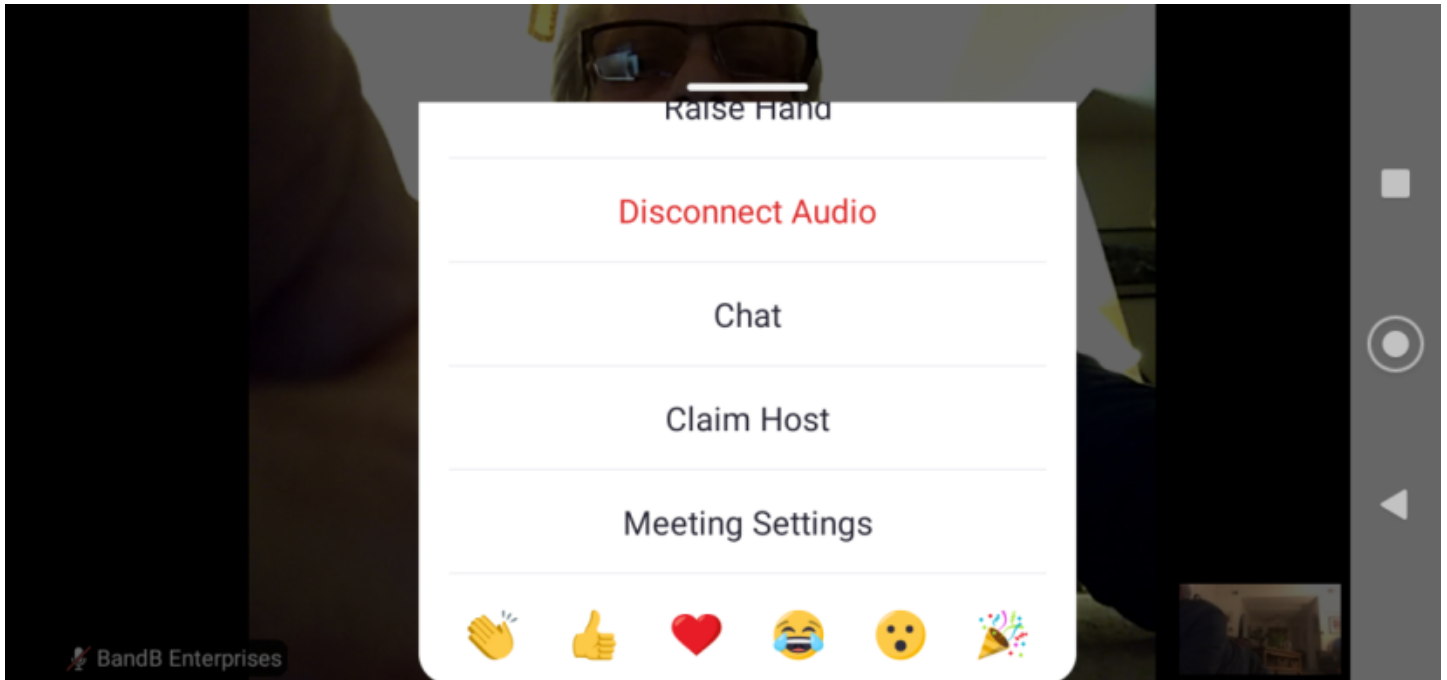 Raise Hand
Disconnect Audio
Chat
Claim Host
Meeting Settings
BandB Enterprises